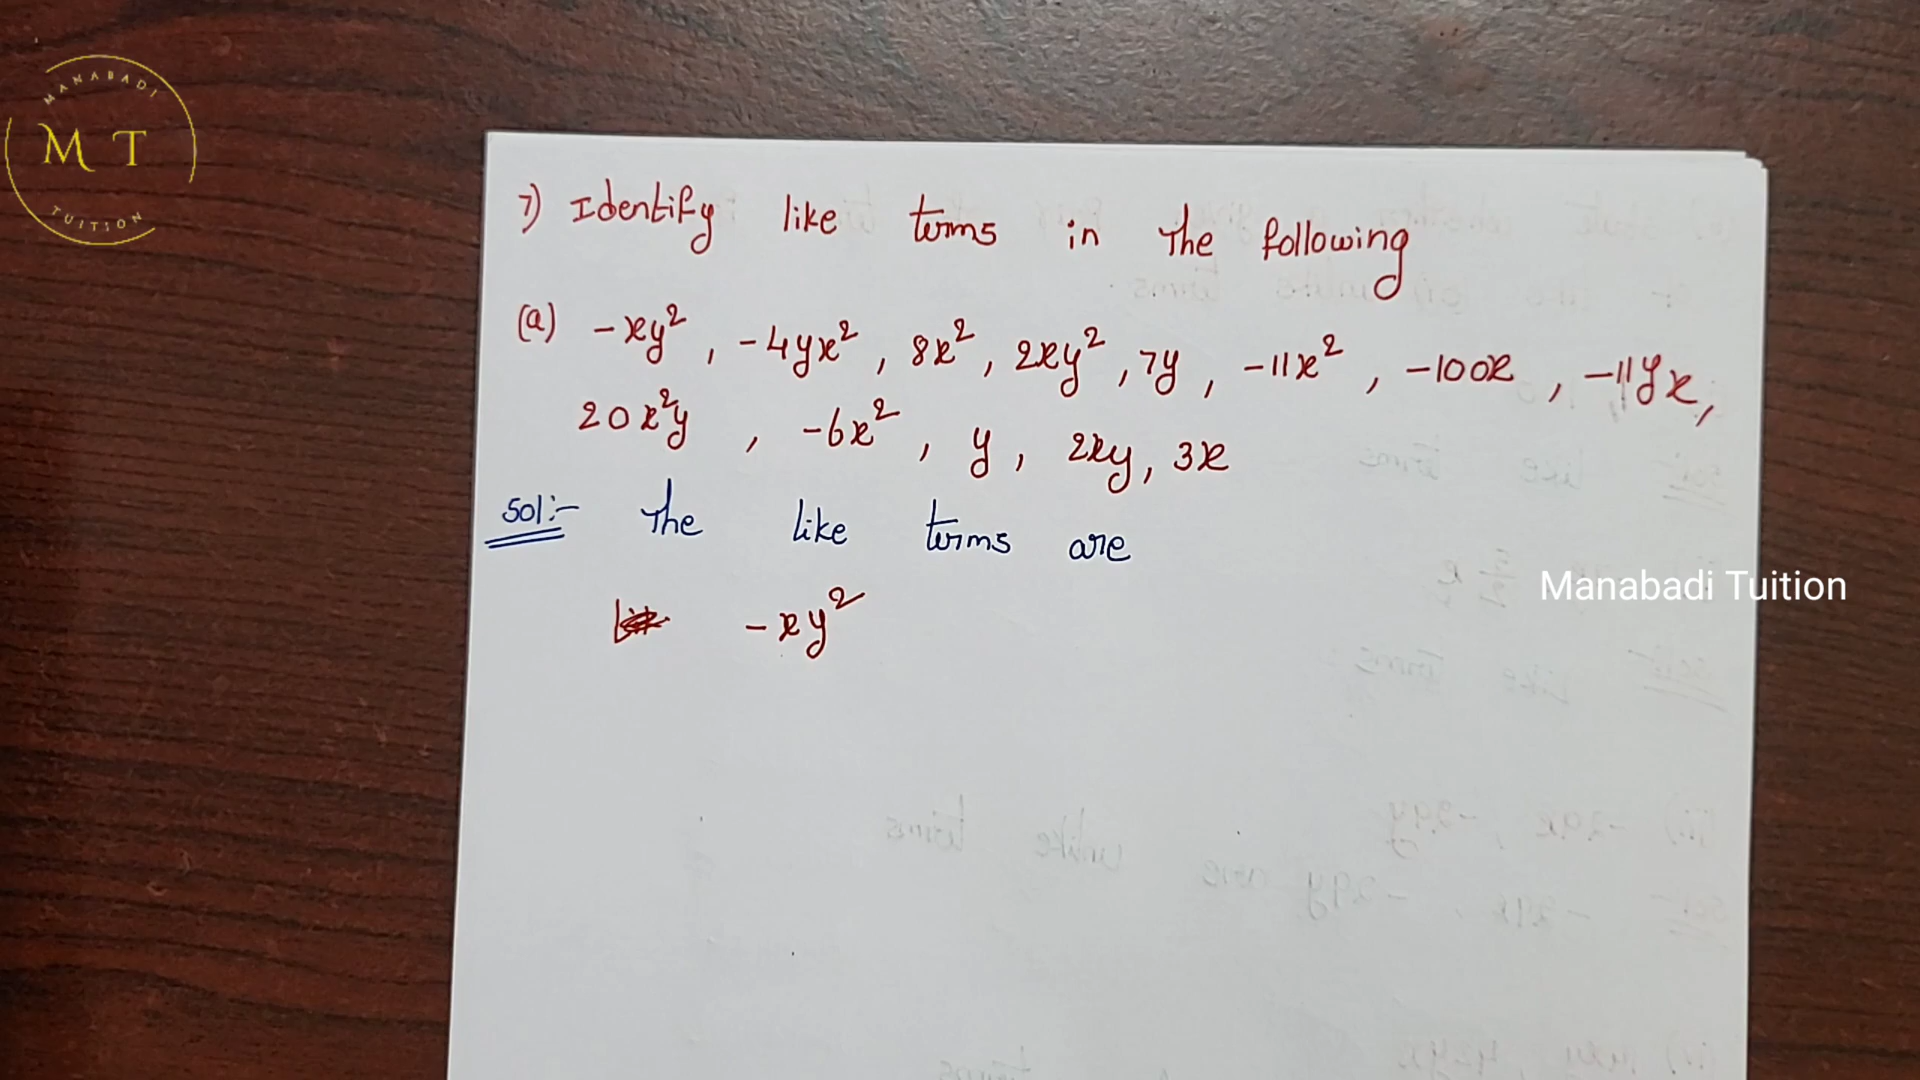 MANABADI
MT
TUITION
7) Identify like terms in the following
(a) -xy², -4yx², 8x², 2xy², 7y, -11x², -100x, -11yx,
20x²y, -6x², y, 2xy, 3x
Sol:- The like terms are
-xy²
Manabadi Tuition